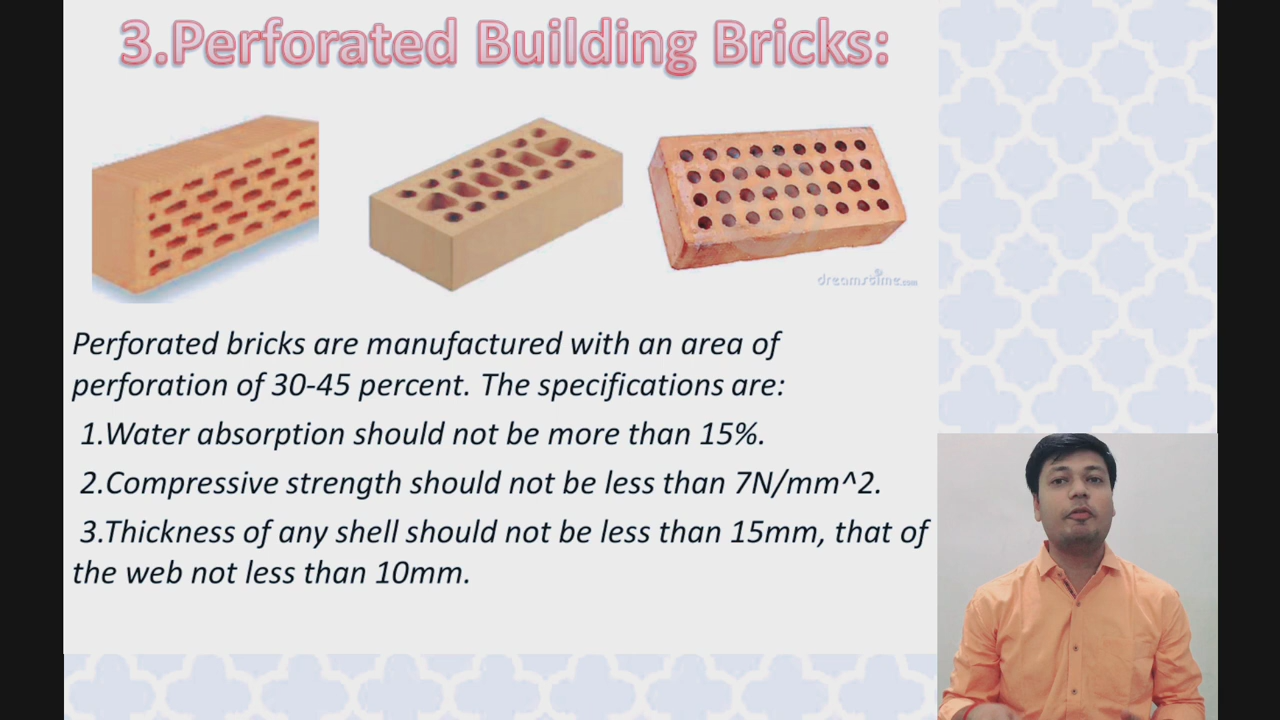 3.Perforated Building Bricks:
dreamstime.com
Perforated bricks are manufactured with an area of
perforation of 30-45 percent. The specifications are:
1.Water absorption should not be more than 15%.
2.Compressive strength should not be less than 7N/mm^2.
3.Thickness of any shell should not be less than 15mm, that of
the web not less than 10mm.